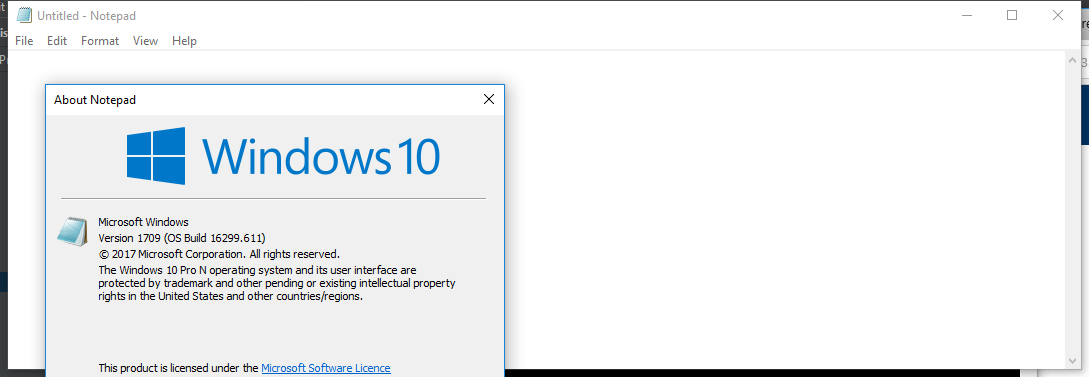 Untitled - Notepad
File Edit Format View Help
About Notepad
Windows 10
Microsoft Windows
Version 1709 (OS Build 16299.611)
© 2017 Microsoft Corporation. All rights reserved.
The Windows 10 Pro N operating system and its user interface are
protected by trademark and other pending or existing intellectual property
rights in the United States and other countries/regions.
This product is licensed under the Microsoft Software Licence